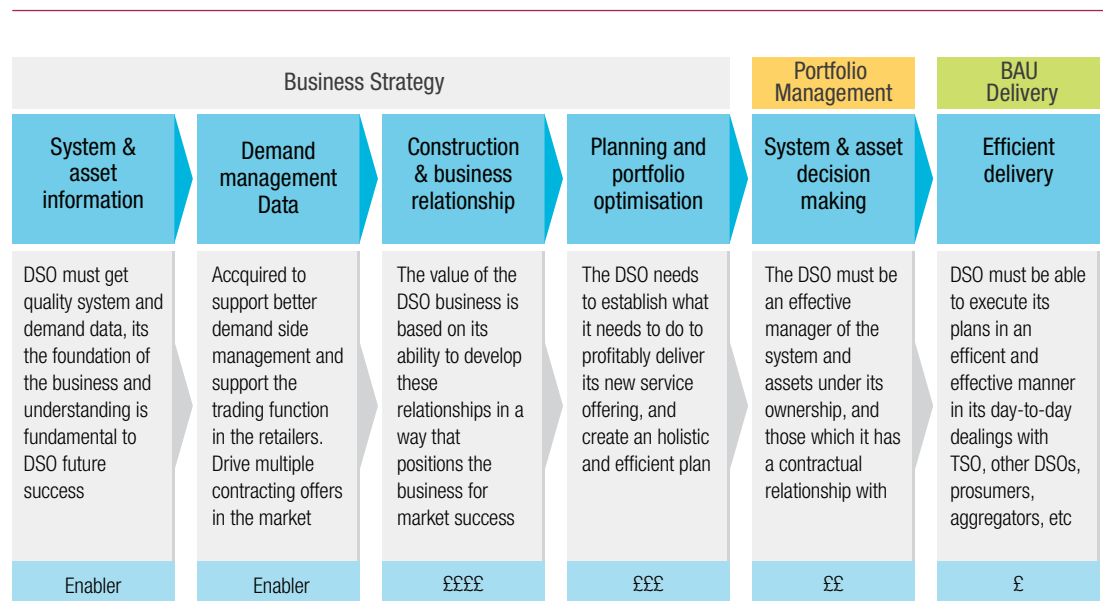 Business Strategy
Portfolio
Management
BAU
Delivery
System &
asset
information
Demand
management
Data
Construction
& business
relationship
Planning and
portfolio
optimisation
System & asset
decision
making
Efficient
delivery
DSO must get
quality system and
demand data, its
the foundation of
the business and
understanding is
fundamental to
DSO future
success
Accquired to
support better
demand side
management and
support the
trading function
in the retailers.
Drive multiple
contracting offers
in the market
The value of the
DSO business is
based on its
ability to develop
these
relationships in a
way that
positions the
business for
market success
The DSO needs
to establish what
it needs to do to
profitably deliver
its new service
offering, and
create an holistic
and efficient plan
The DSO must be
an effective
manager of the
system and
assets under its
ownership, and
those which it has
a contractual
relationship with
DSO must be able
to execute its
plans in an
efficent and
effective manner
in its day-to-day
dealings with
TSO, other DSOs,
prosumers,
aggregators, etc
Enabler
Enabler
££££
£££
££
£